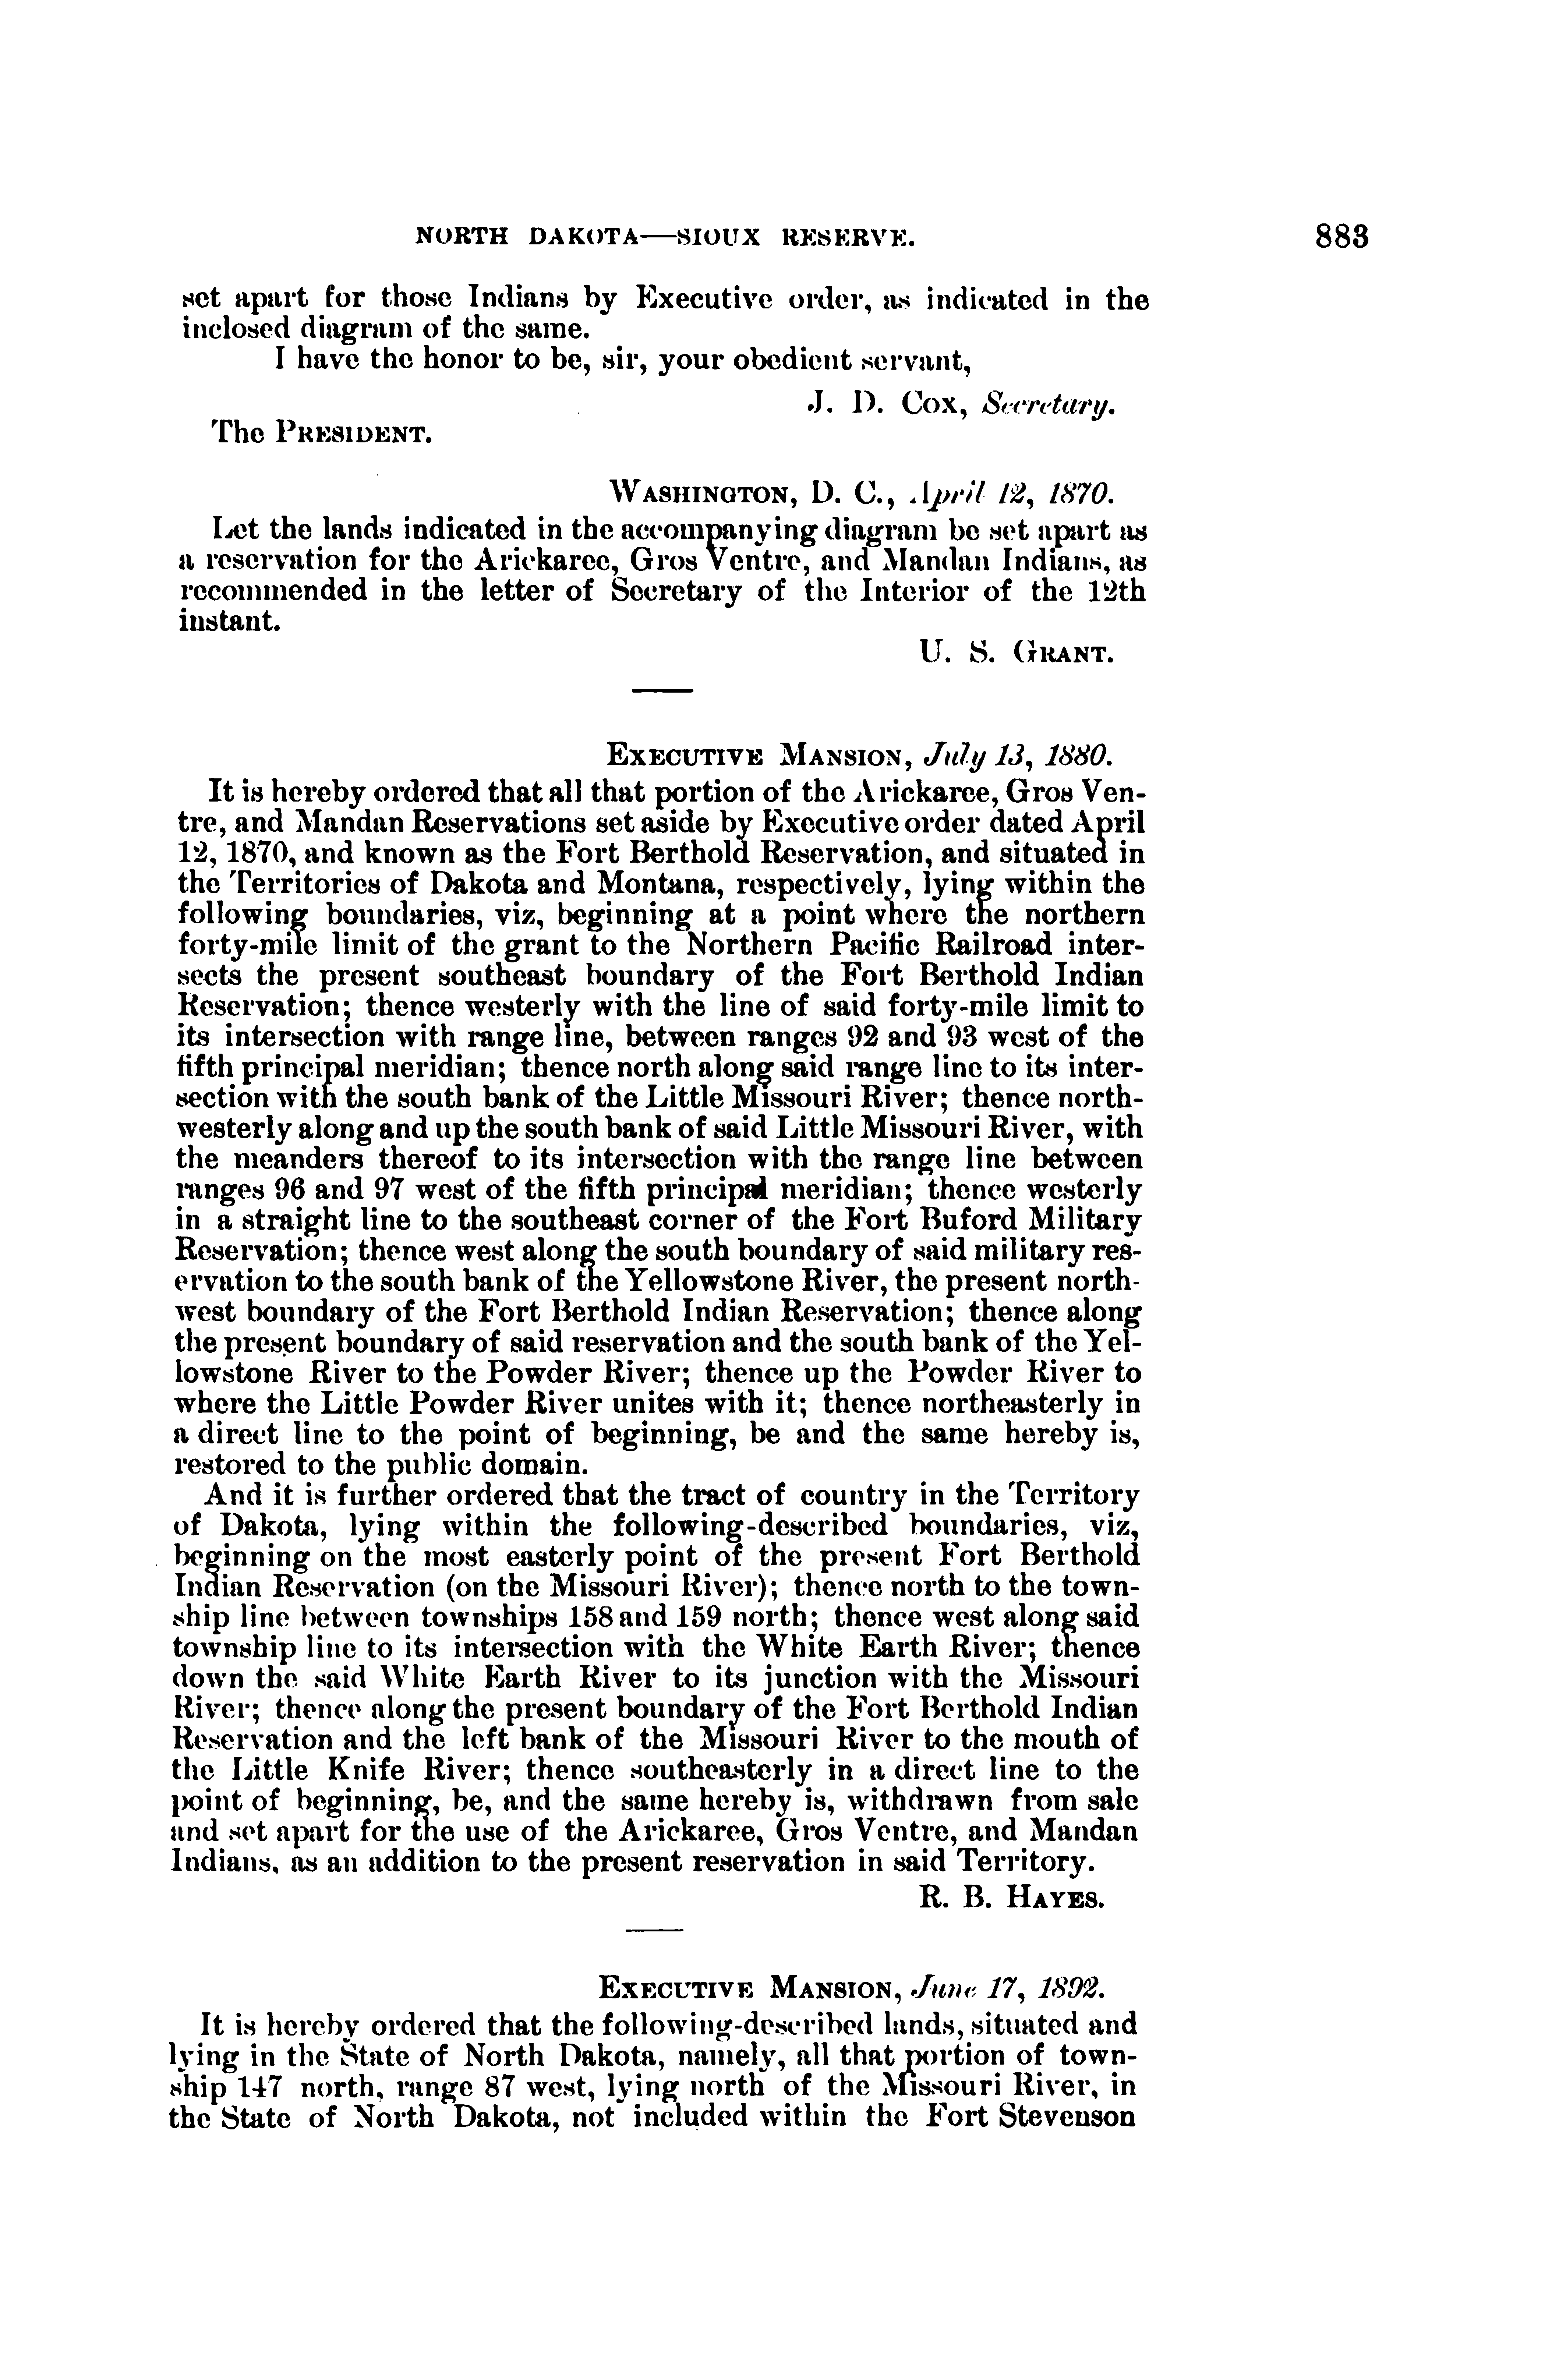 NORTH DAKOTA—SIOUX RESERVE. 883
set apart for those Indians by Executive order, as indicated in the
inclosed diagram of the same.
I have the honor to be, sir, your obedient servant,
J. D. Cox, Secretary.
The PRESIDENT.
WASHINGTON, D. C., April 12, 1870.
Let the lands indicated in the accompanying diagram be set apart as
a reservation for the Arickaree, Gros Ventre, and Mandan Indians, as
recommended in the letter of Secretary of the Interior of the 12th
instant.
U. S. GRANT.
EXECUTIVE MANSION, July 13, 1880.
It is hereby ordered that all that portion of the Arickaree, Gros Ven-
tre, and Mandan Reservations set aside by Executive order dated April
12, 1870, and known as the Fort Berthold Reservation, and situated in
the Territories of Dakota and Montana, respectively, lying within the
following boundaries, viz, beginning at a point where the northern
forty-mile limit of the grant to the Northern Pacific Railroad inter-
sects the present southeast boundary of the Fort Berthold Indian
Reservation; thence westerly with the line of said forty-mile limit to
its intersection with range line, between ranges 92 and 93 west of the
fifth principal meridian; thence north along said range line to its inter-
section with the south bank of the Little Missouri River; thence north-
westerly along and up the south bank of said Little Missouri River, with
the meanders thereof to its intersection with the range line between
ranges 96 and 97 west of the fifth principal meridian; thence westerly
in a straight line to the southeast corner of the Fort Buford Military
Reservation; thence west along the south boundary of said military res-
ervation to the south bank of the Yellowstone River, the present north-
west boundary of the Fort Berthold Indian Reservation; thence along
the present boundary of said reservation and the south bank of the Yel-
lowstone River to the Powder River; thence up the Powder River to
where the Little Powder River unites with it; thence northeasterly in
a direct line to the point of beginning, be and the same hereby is,
restored to the public domain.
And it is further ordered that the tract of country in the Territory
of Dakota, lying within the following-described boundaries, viz,
beginning on the most easterly point of the present Fort Berthold
Indian Reservation (on the Missouri River); thence north to the town-
ship line between townships 158 and 159 north; thence west along said
township line to its intersection with the White Earth River; thence
down the said White Earth River to its junction with the Missouri
River; thence along the present boundary of the Fort Berthold Indian
Reservation and the left bank of the Missouri River to the mouth of
the Little Knife River; thence southeasterly in a direct line to the
point of beginning, be, and the same hereby is, withdrawn from sale
and set apart for the use of the Arickaree, Gros Ventre, and Mandan
Indians, as an addition to the present reservation in said Territory.
R. B. HAYES.
EXECUTIVE MANSION, June 17, 1892.
It is hereby ordered that the following-described lands, situated and
lying in the State of North Dakota, namely, all that portion of town-
ship 147 north, range 87 west, lying north of the Missouri River, in
the State of North Dakota, not included within the Fort Stevenson